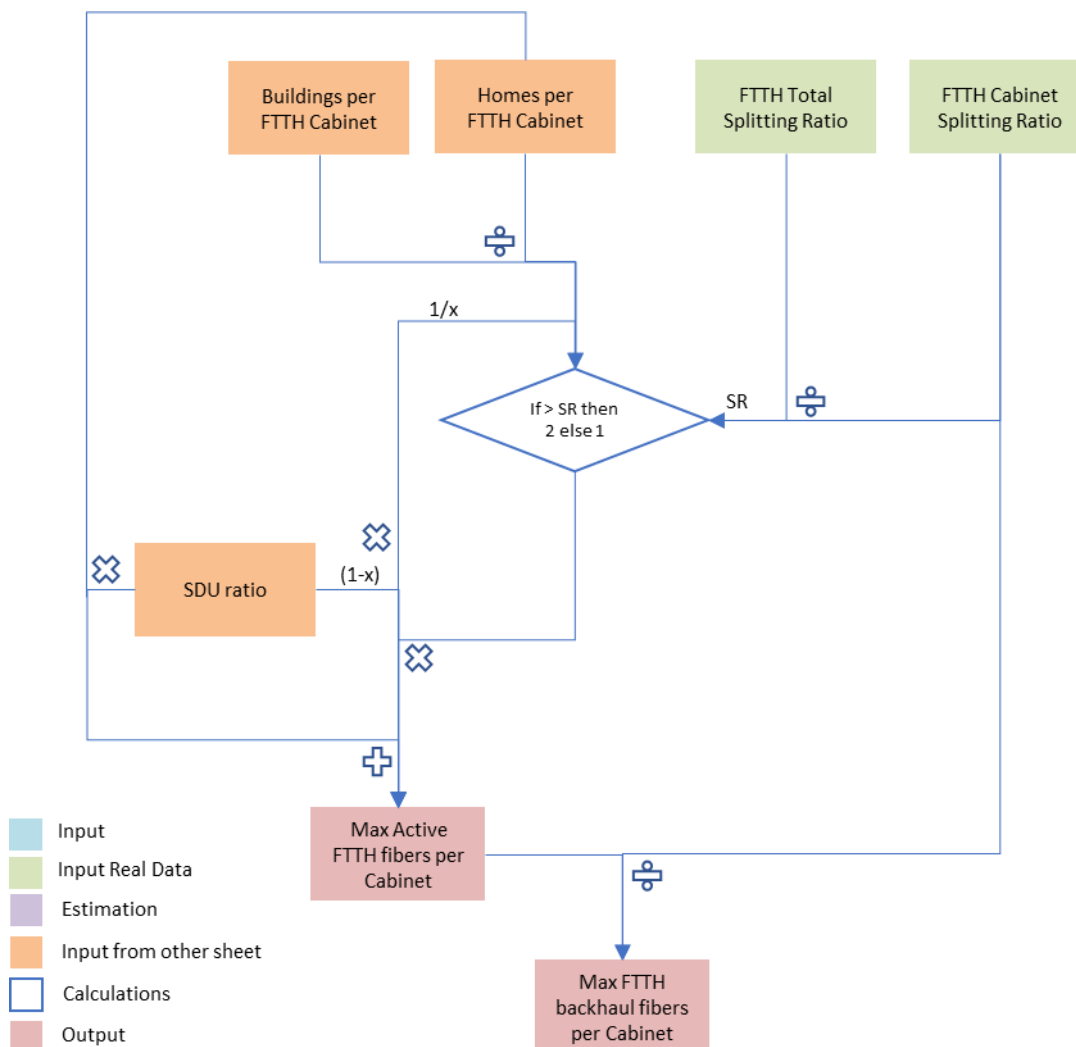 Buildings per
FTTH Cabinet
Homes per
FTTH Cabinet
FTTH Total
Splitting Ratio
FTTH Cabinet
Splitting Ratio
1/x
If > SR then
2 else 1
SR
SDU ratio
(1-x)
Max Active
FTTH fibers per
Cabinet
Max FTTH
backhaul fibers
per Cabinet
Input
Input Real Data
Estimation
Input from other sheet
Calculations
Output